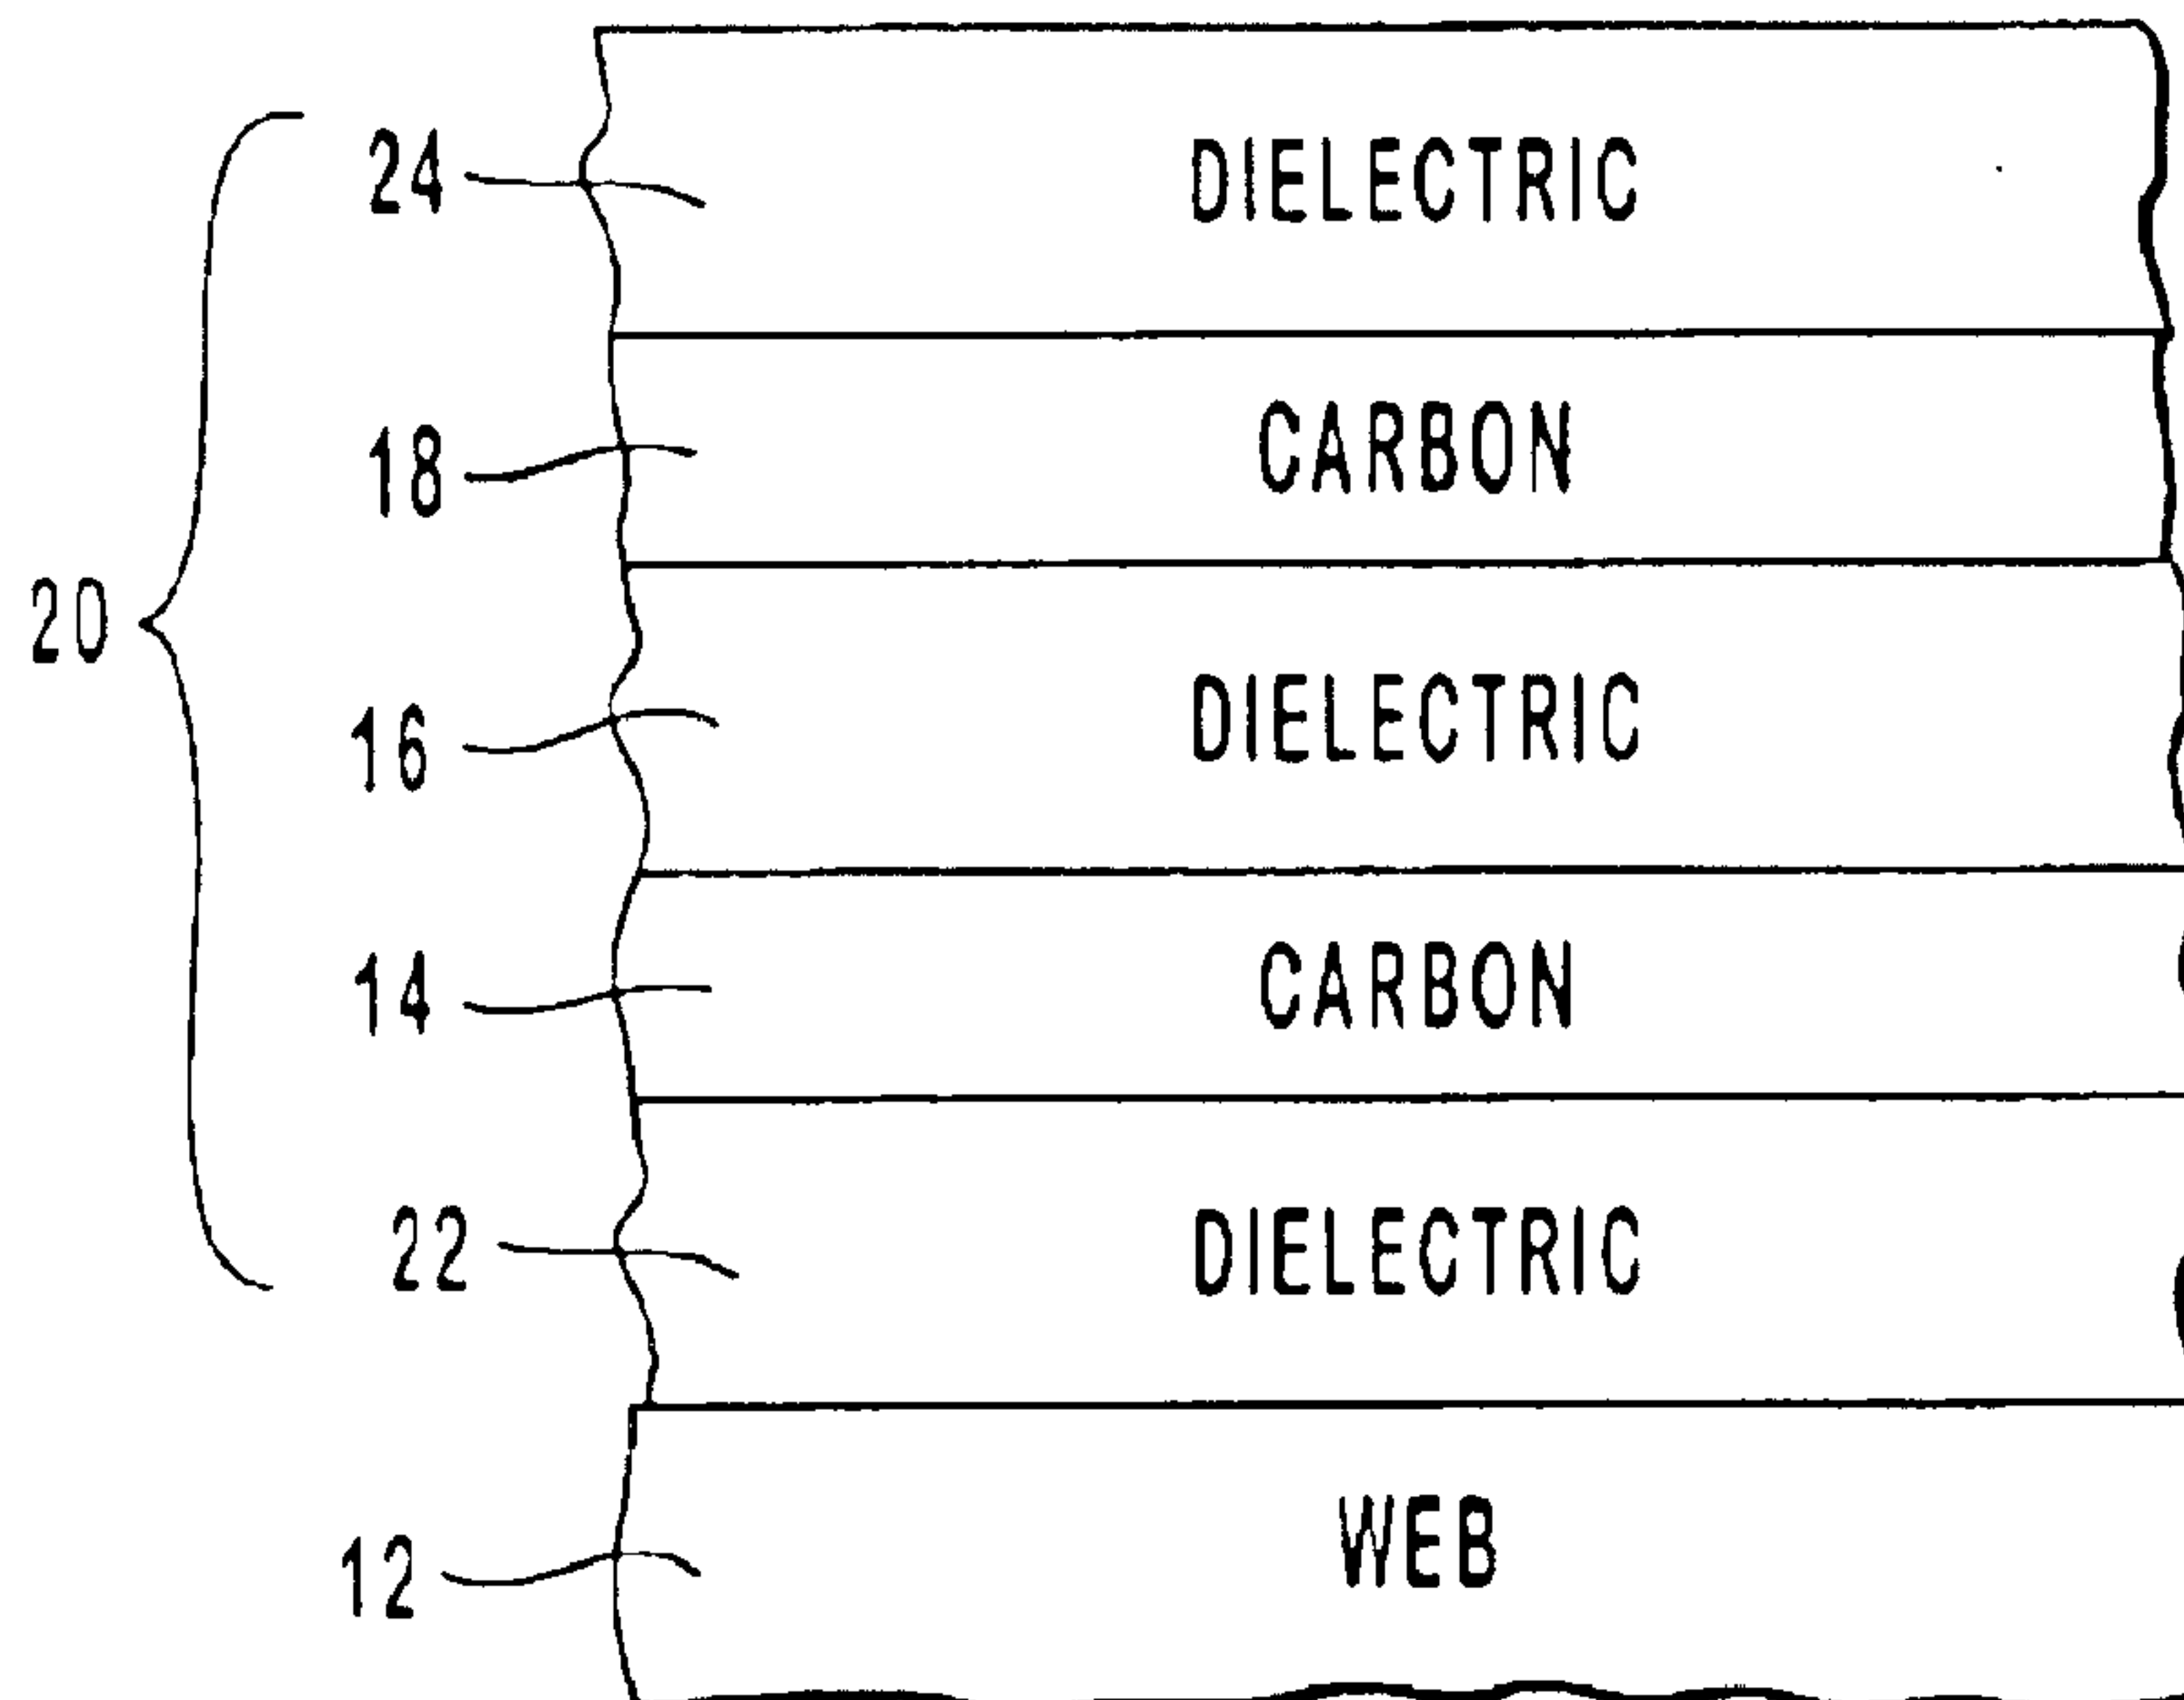 24 DIELECTRIC
18 CARBON
20
16 DIELECTRIC
14 CARBON
22 DIELECTRIC
12 WEB